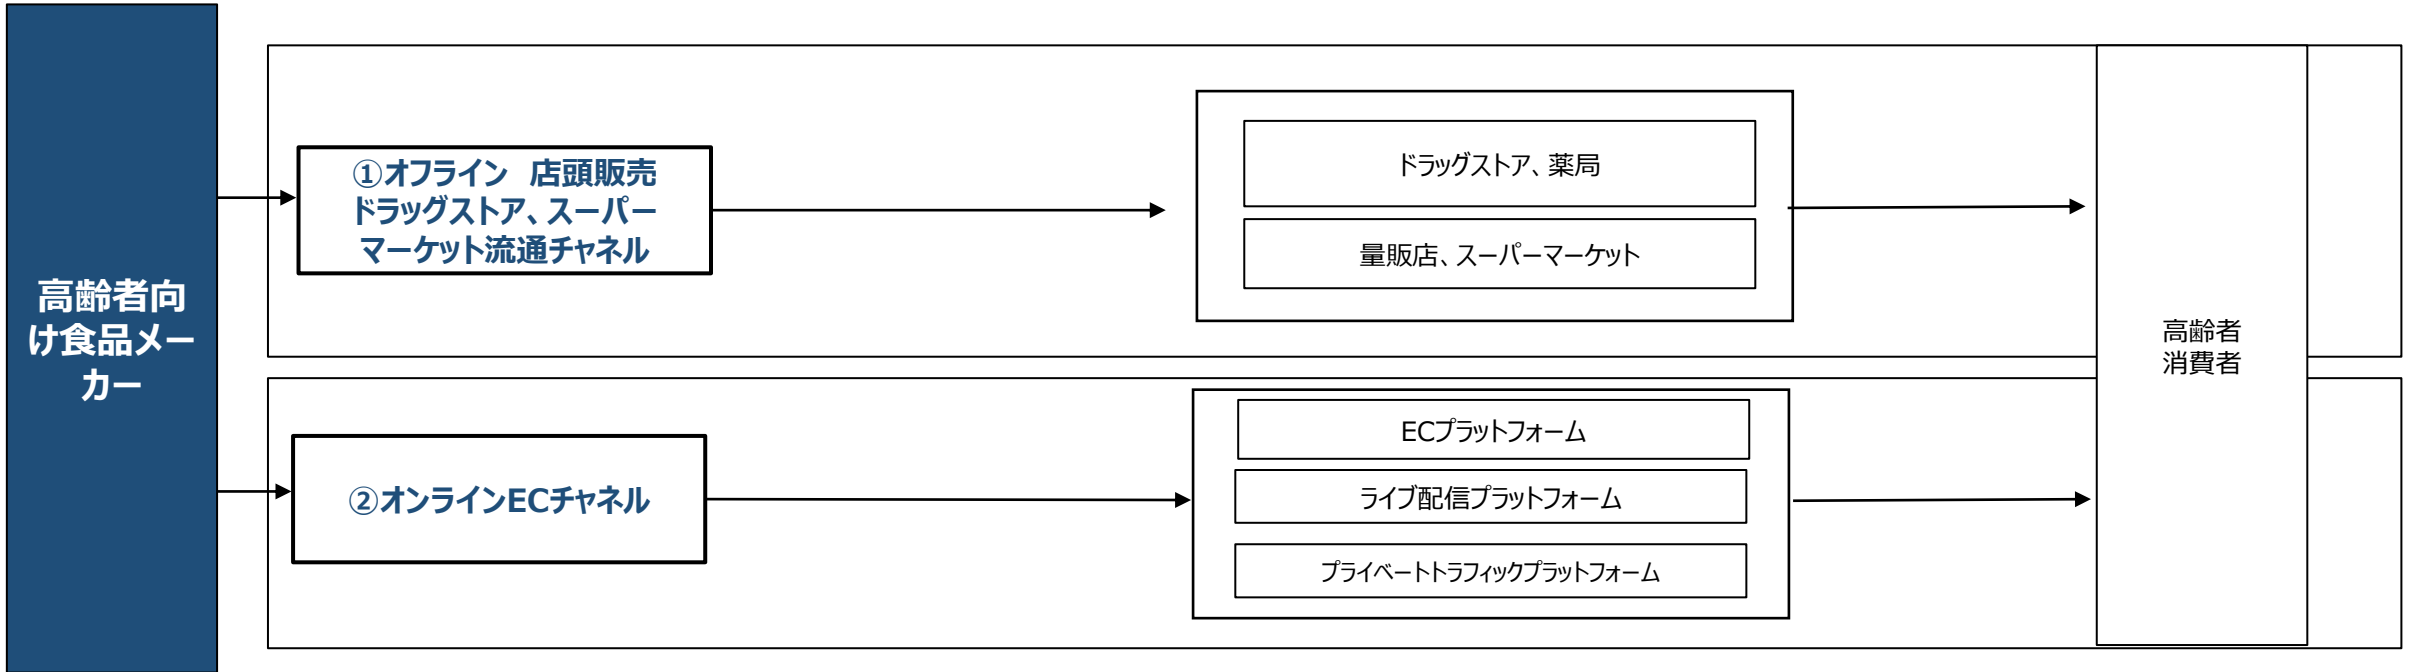 高齢者向
け食品メー
カー
①オフライン　店頭販売
ドラッグストア、スーパー
マーケット流通チャネル
ドラッグストア、薬局
量販店、スーパーマーケット
②オンラインECチャネル
ECプラットフォーム
ライブ配信プラットフォーム
プライベートトラフィックプラットフォーム
高齢者
消費者